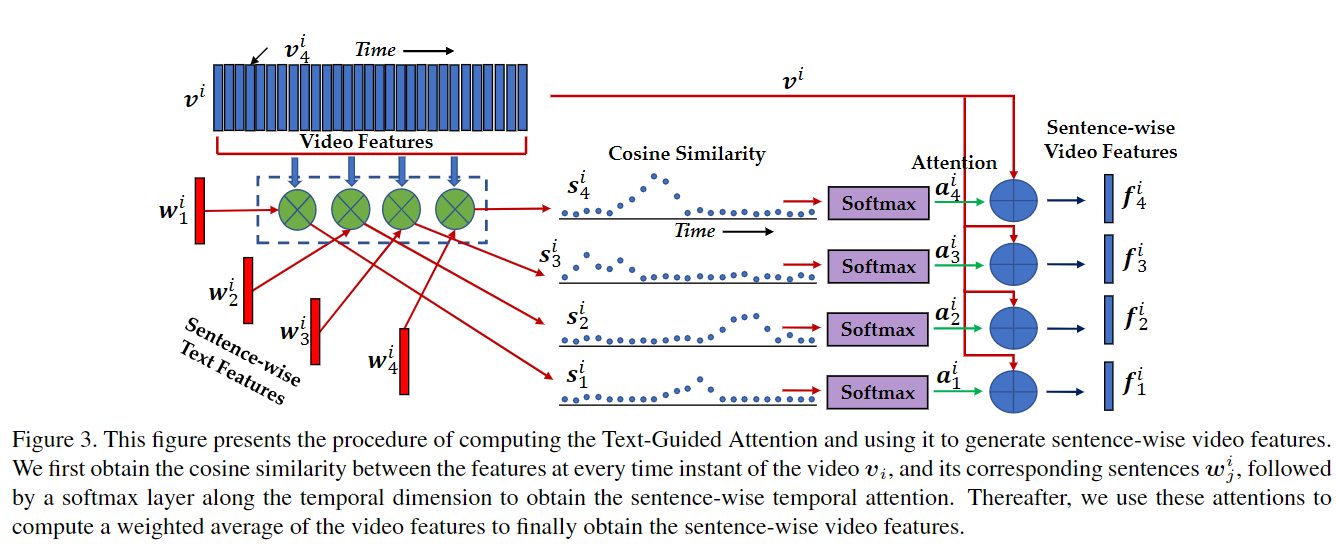 v_4^i
Time
v^i
v^i
Video Features
Sentence-wise
Video Features
Cosine Similarity
Attention
w_1^i
s_4^i
Softmax
a_4^i
f_4^i
Time
s_3^i
Softmax
a_3^i
f_3^i
w_2^i
w_3^i
s_2^i
Softmax
a_2^i
f_2^i
Sentence-wise
Text Features
w_4^i
s_1^i
Softmax
a_1^i
f_1^i
Figure 3. This figure presents the procedure of computing the Text-Guided Attention and using it to generate sentence-wise video features.
We first obtain the cosine similarity between the features at every time instant of the video v_i, and its corresponding sentences w_j^i, followed
by a softmax layer along the temporal dimension to obtain the sentence-wise temporal attention. Thereafter, we use these attentions to
compute a weighted average of the video features to finally obtain the sentence-wise video features.